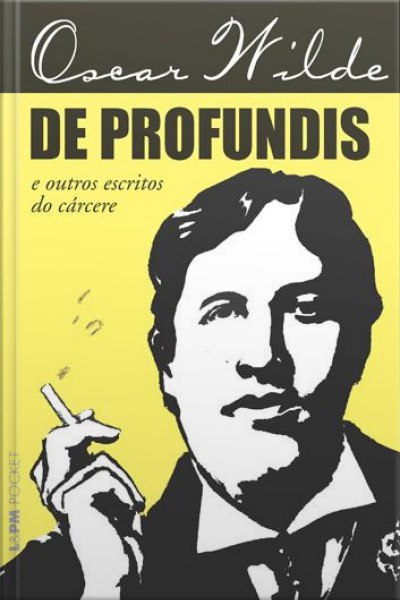 Oscar Wilde
DE PROFUNDIS
e outros escritos
do cárcere
L&PM POCKET